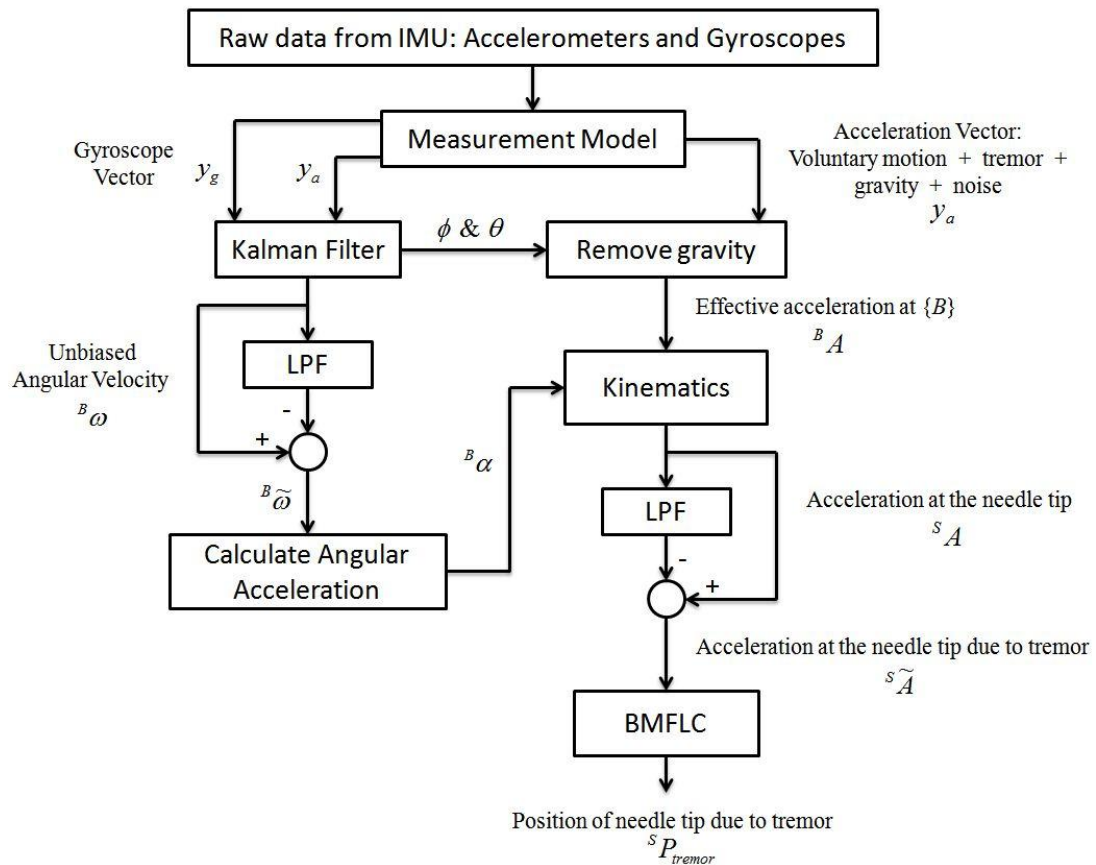 Raw data from IMU: Accelerometers and Gyroscopes
Measurement Model
Gyroscope
Vector
y_g
y_a
Acceleration Vector:
Voluntary motion + tremor +
gravity + noise
y_a
Kalman Filter
ϕ & θ
Remove gravity
Effective acceleration at {B}
^B A
Unbiased
Angular Velocity
^B ω
LPF
-
+
Kinematics
^B α
^B ω̃
Calculate Angular
Acceleration
LPF
Acceleration at the needle tip
^S A
-
+
Acceleration at the needle tip due to tremor
^S Ã
BMFLC
Position of needle tip due to tremor
^S P_tremor